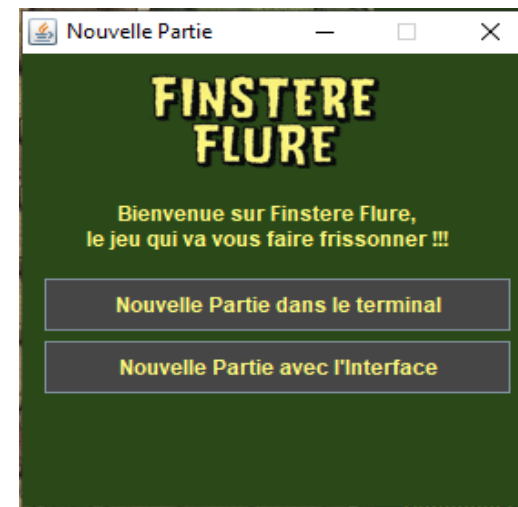 Nouvelle Partie
FINSTERE
FLURE
Bienvenue sur Finstere Flure,
le jeu qui va vous faire frissonner !!!
Nouvelle Partie dans le terminal
Nouvelle Partie avec l'Interface